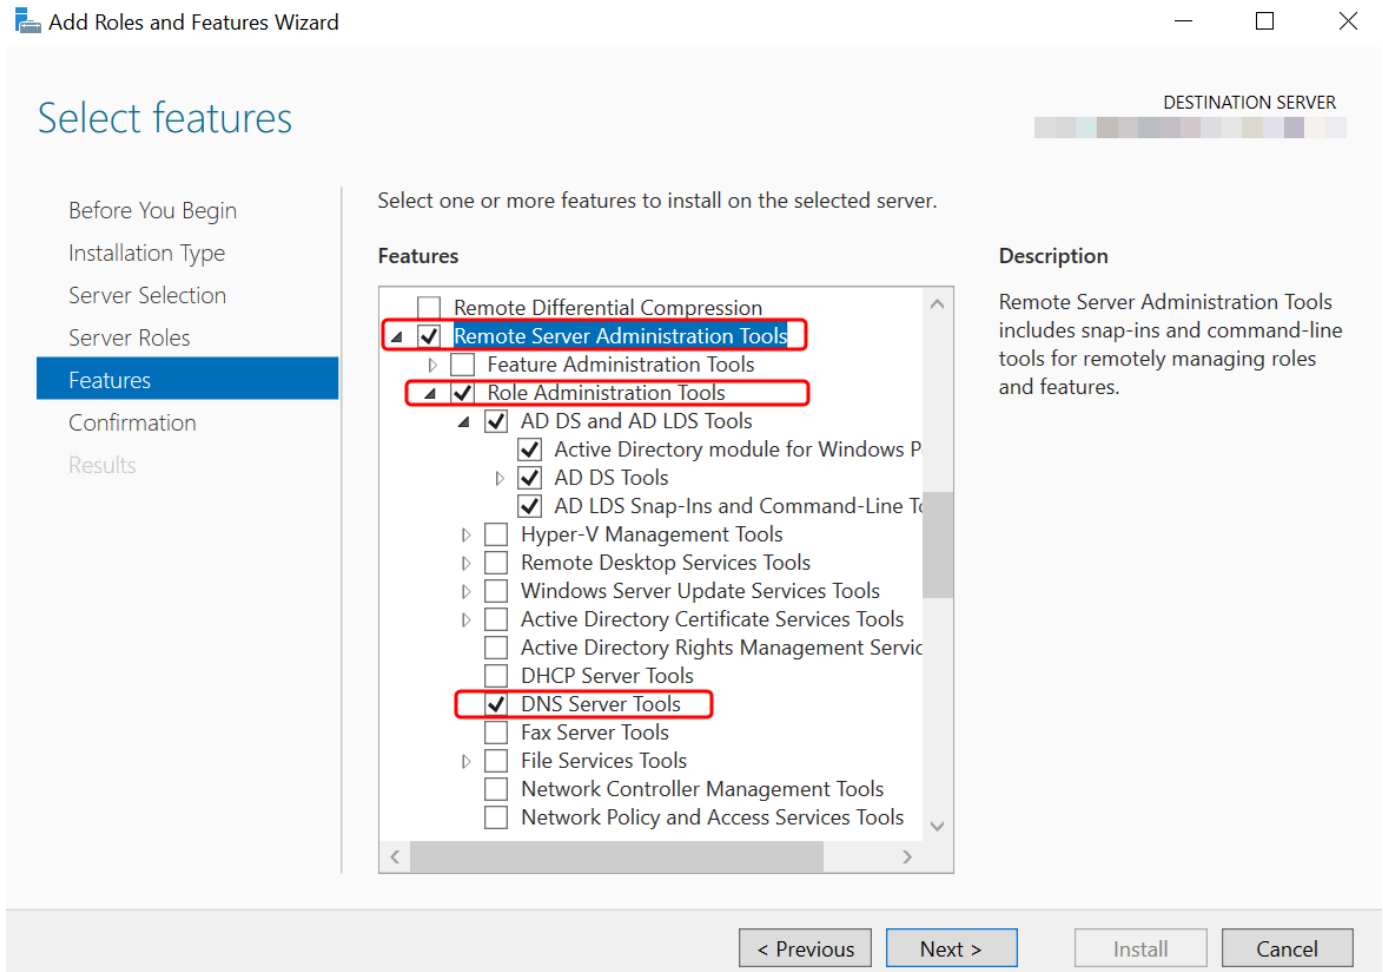 Add Roles and Features Wizard
Select features
DESTINATION SERVER
Before You Begin
Installation Type
Server Selection
Server Roles
Features
Confirmation
Results
Select one or more features to install on the selected server.
Features
Remote Differential Compression
Remote Server Administration Tools
Feature Administration Tools
Role Administration Tools
AD DS and AD LDS Tools
Active Directory module for Windows P
AD DS Tools
AD LDS Snap-Ins and Command-Line To
Hyper-V Management Tools
Remote Desktop Services Tools
Windows Server Update Services Tools
Active Directory Certificate Services Tools
Active Directory Rights Management Servic
DHCP Server Tools
DNS Server Tools
Fax Server Tools
File Services Tools
Network Controller Management Tools
Network Policy and Access Services Tools
Description
Remote Server Administration Tools
includes snap-ins and command-line
tools for remotely managing roles
and features.
< Previous
Next >
Install
Cancel